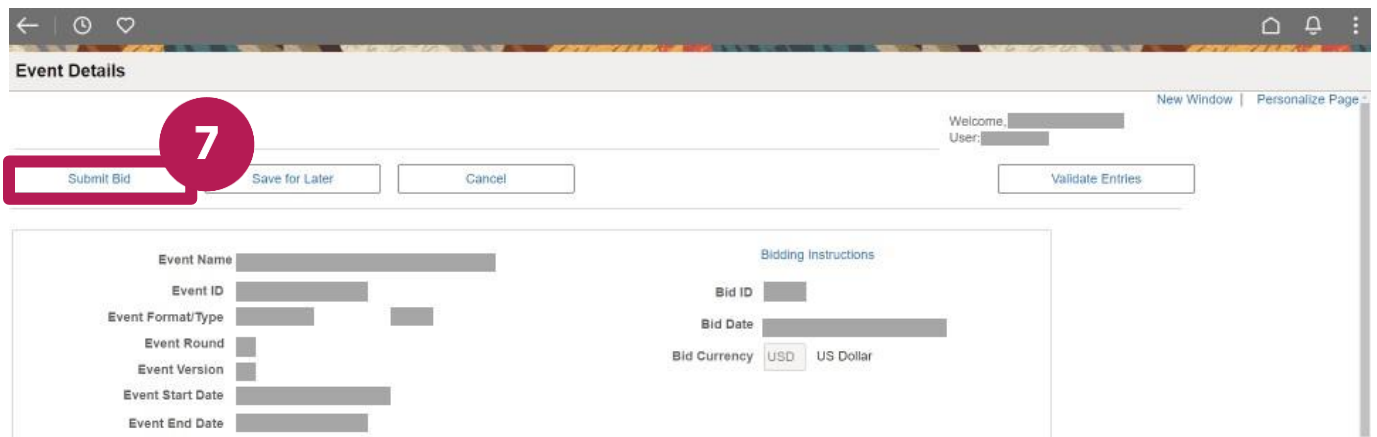 Event Details
New Window | Personalize Page
Welcome,
User:
7
Submit Bid
Save for Later
Cancel
Validate Entries
Event Name
Bidding Instructions
Event ID
Bid ID
Event Format/Type
Bid Date
Event Round
Bid Currency USD US Dollar
Event Version
Event Start Date
Event End Date